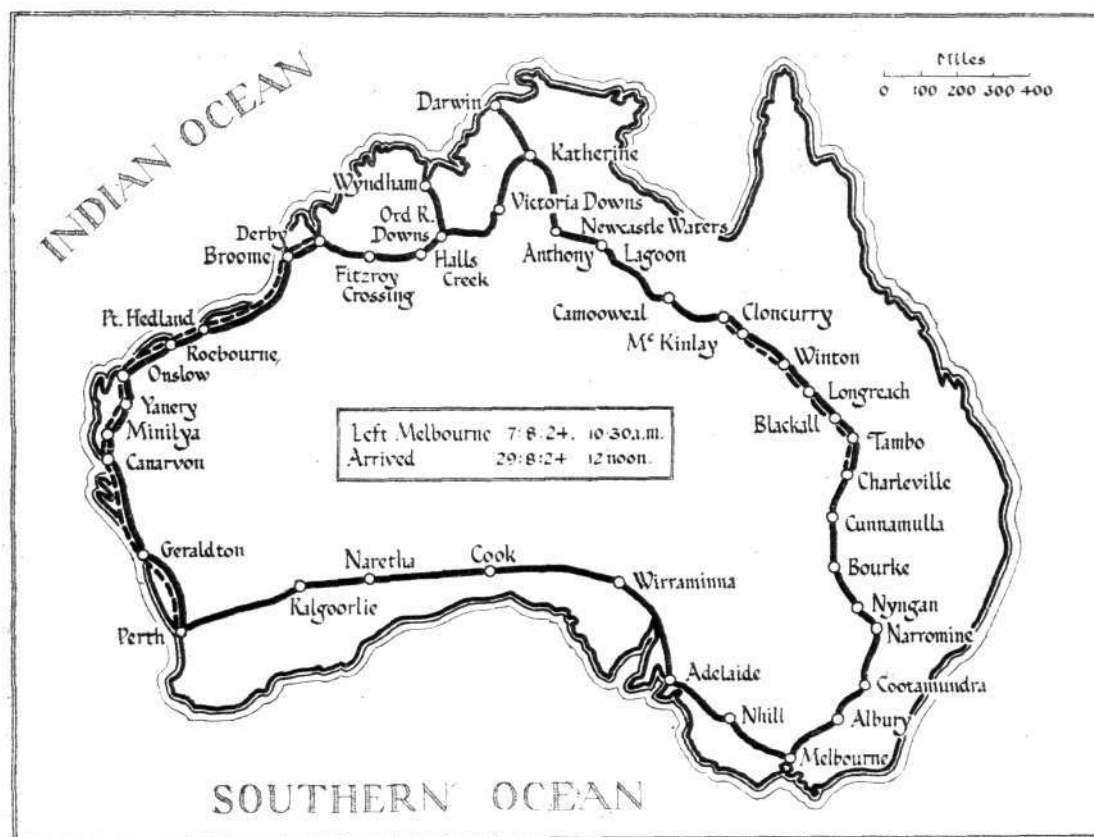 INDIAN OCEAN
Miles
0 100 200 300 400
Darwin
Katherine
Wyndham
Victoria Downs
Ord R.
Downs
Newcastle Waters
Derby
Broome
Anthony
Lagoon
Halls
Creek
Fitzroy
Crossing
Camooweal
Cloncurry
Pt. Hedland
Mc Kinlay
Roebourne
Winton
Onslow
Longreach
Yanery
Blackall
Minilya
Tambo
Left Melbourne 7:8:24. 10·30a.m.
Arrived 29:8:24 12noon.
Canarvon
Charleville
Cunnamulla
Geraldton
Naretha
Cook
Bourke
Wirraminna
Kalgoorlie
Nyngan
Perth
Narromine
Adelaide
Cootamundra
Nhill
Albury
Melbourne
SOUTHERN OCEAN